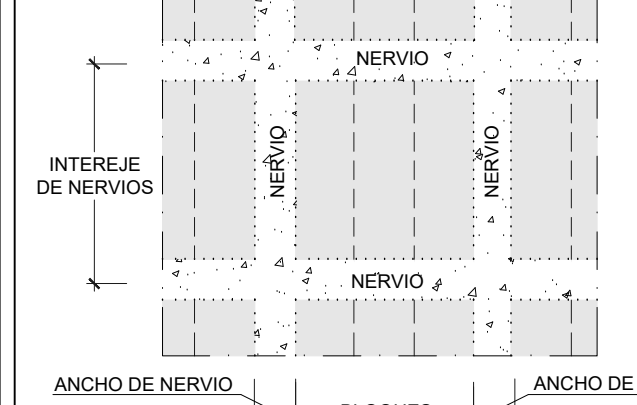 NERVIO
NERVIO
NERVIO
INTEREJE
DE NERVIOS
NERVIO
ANCHO DE NERVIO
ANCHO DE